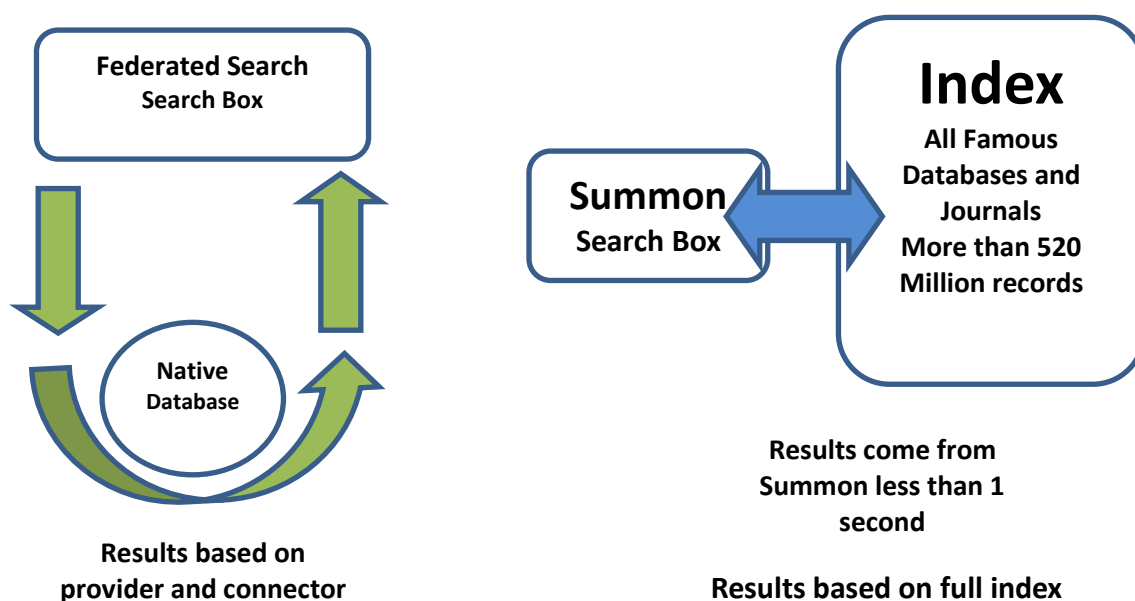 Federated Search
Search Box
Native
Database
Results based on
provider and connector
Summon
Search Box
Index
All Famous
Databases and
Journals
More than 520
Million records
Results come from
Summon less than 1
second
Results based on full index